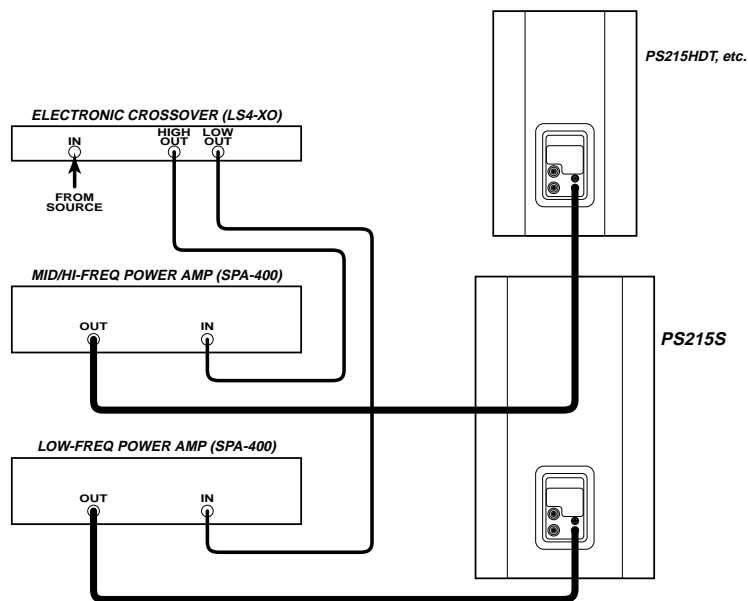 PS215HDT, etc.
ELECTRONIC CROSSOVER (LS4-XO)
IN
HIGH
OUT
LOW
OUT
FROM
SOURCE
MID/HI-FREQ POWER AMP (SPA-400)
OUT
IN
PS215S
LOW-FREQ POWER AMP (SPA-400)
OUT
IN